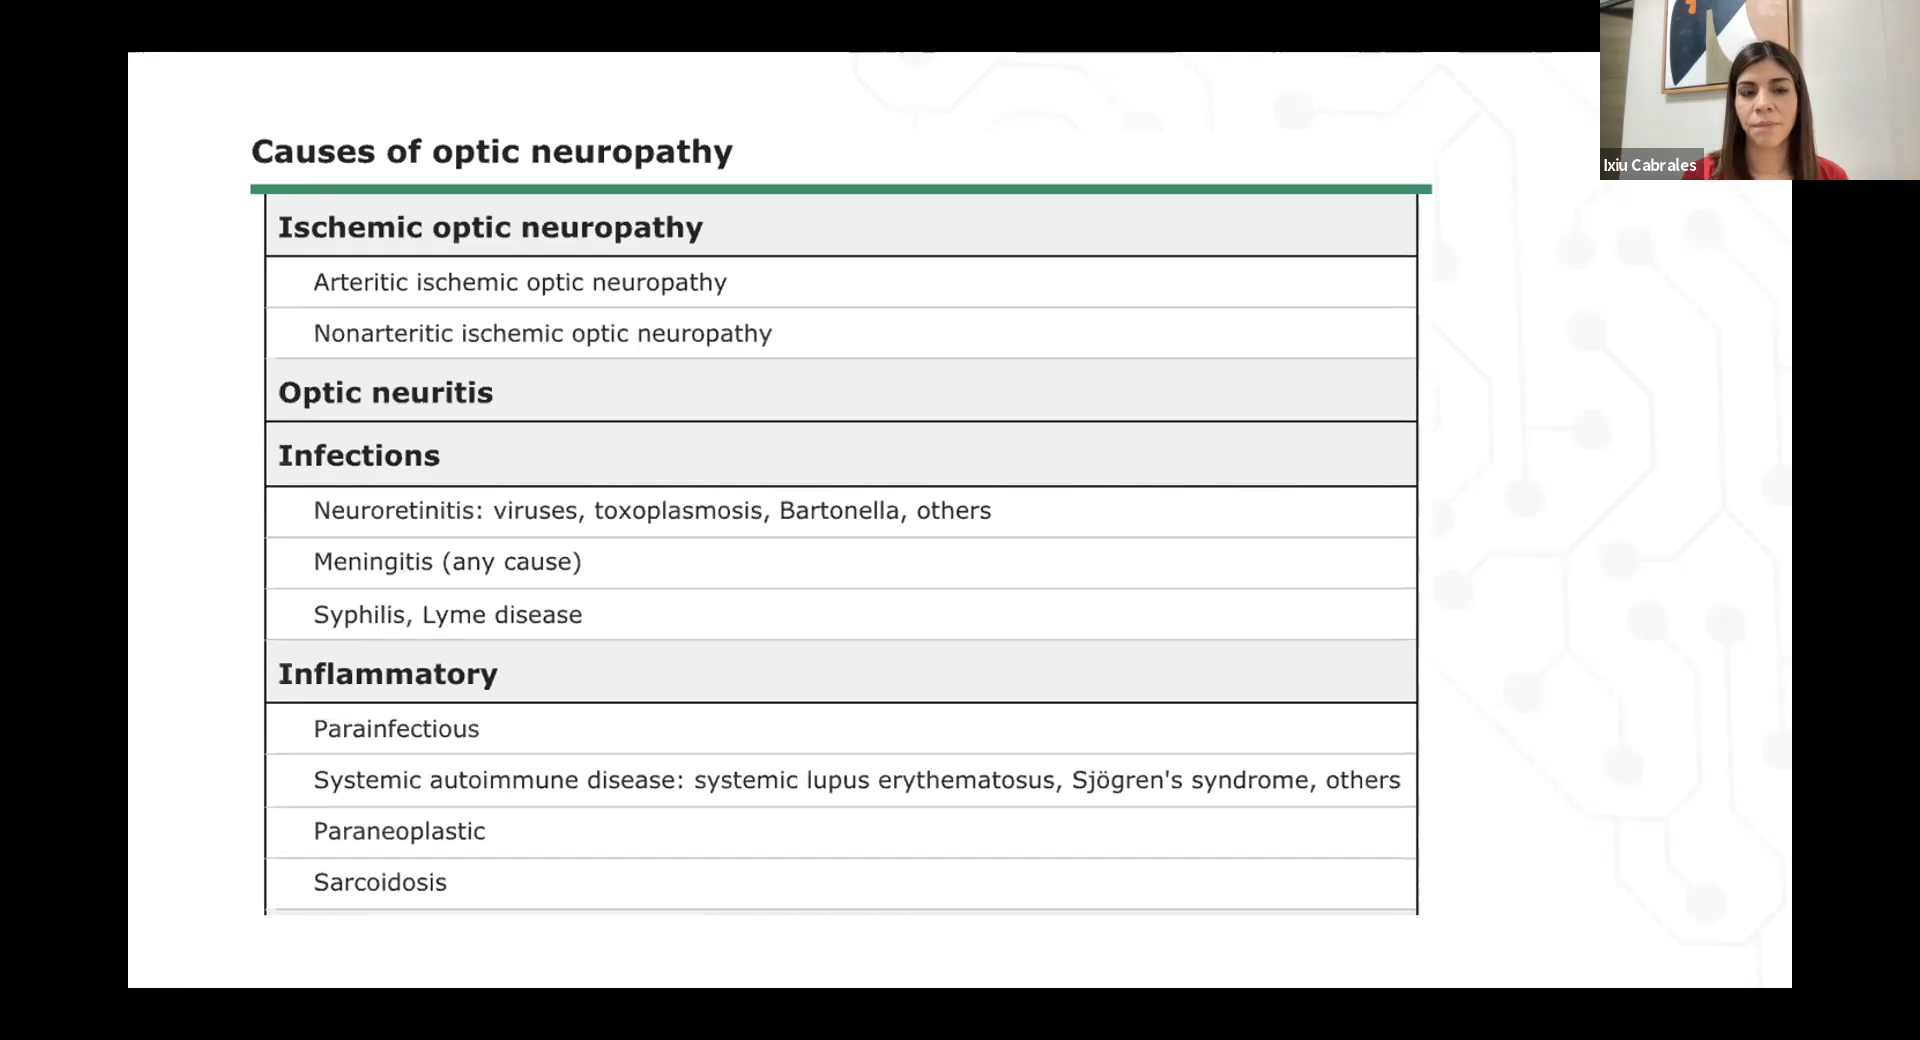 Causes of optic neuropathy
Ischemic optic neuropathy
Arteritic ischemic optic neuropathy
Nonarteritic ischemic optic neuropathy
Optic neuritis
Infections
Neuroretinitis: viruses, toxoplasmosis, Bartonella, others
Meningitis (any cause)
Syphilis, Lyme disease
Inflammatory
Parainfectious
Systemic autoimmune disease: systemic lupus erythematosus, Sjögren's syndrome, others
Paraneoplastic
Sarcoidosis
Ixiu Cabrales